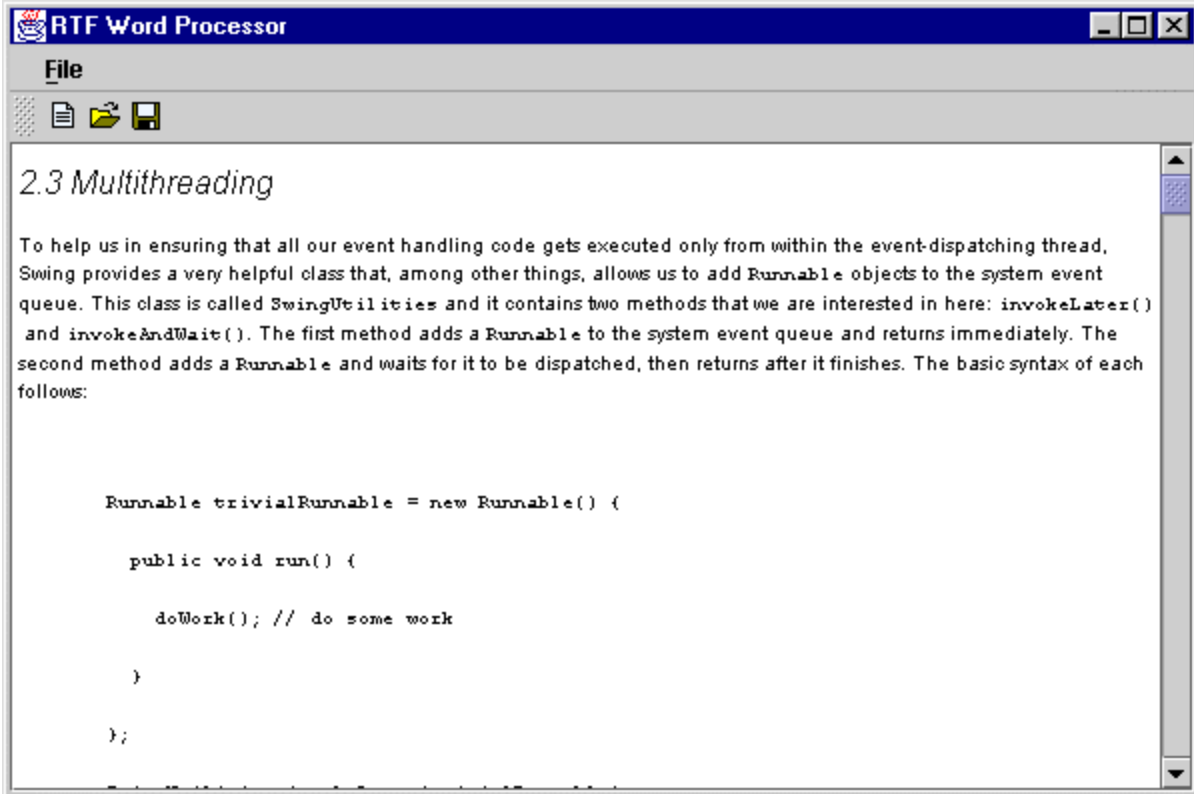 RTF Word Processor
File
2.3 Multithreading
To help us in ensuring that all our event handling code gets executed only from within the event-dispatching thread,
Swing provides a very helpful class that, among other things, allows us to add Runnable objects to the system event
queue. This class is called SwingUtilities and it contains two methods that we are interested in here: invokeLater()
and invokeAndWait(). The first method adds a Runnable to the system event queue and returns immediately. The
second method adds a Runnable and waits for it to be dispatched, then returns after it finishes. The basic syntax of each
follows:
Runnable trivialRunnable = new Runnable() {
public void run() {
doWork(); // do some work
}
};